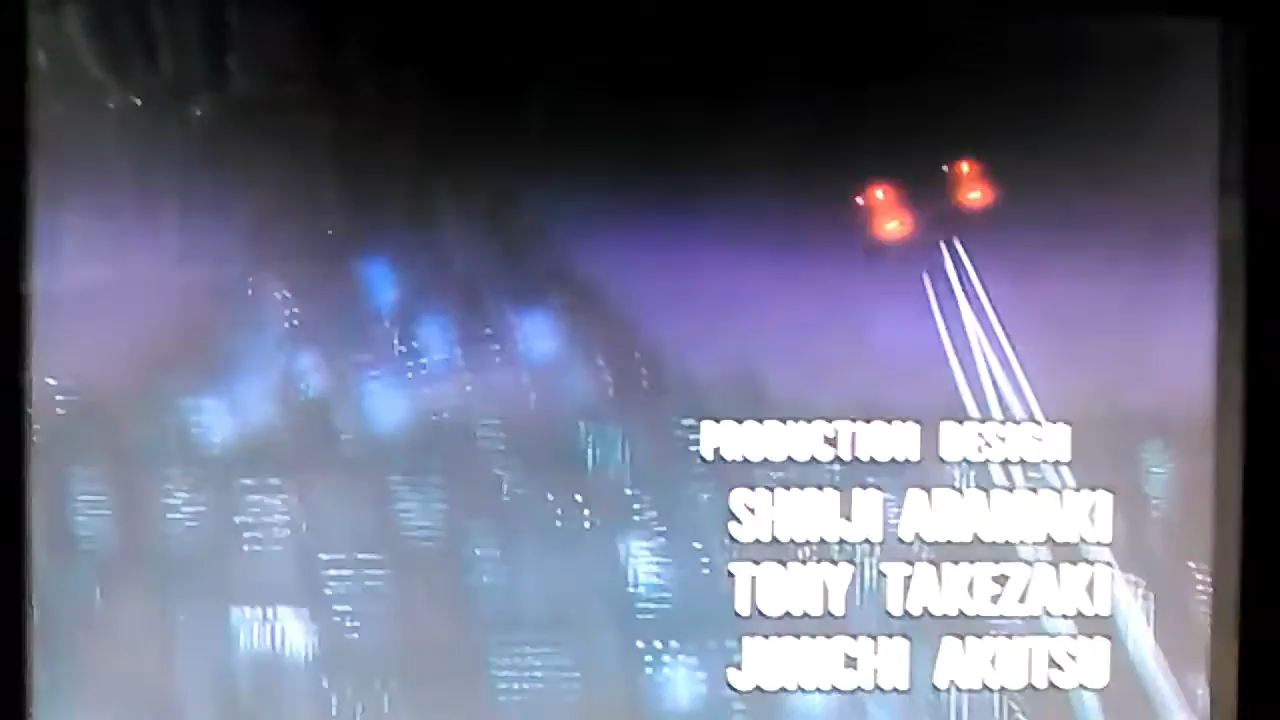 PRODUCTION DESIGN
SHINJI ARAMAKI
TONY TAKEZAKI
JUNICHI AKUTSU